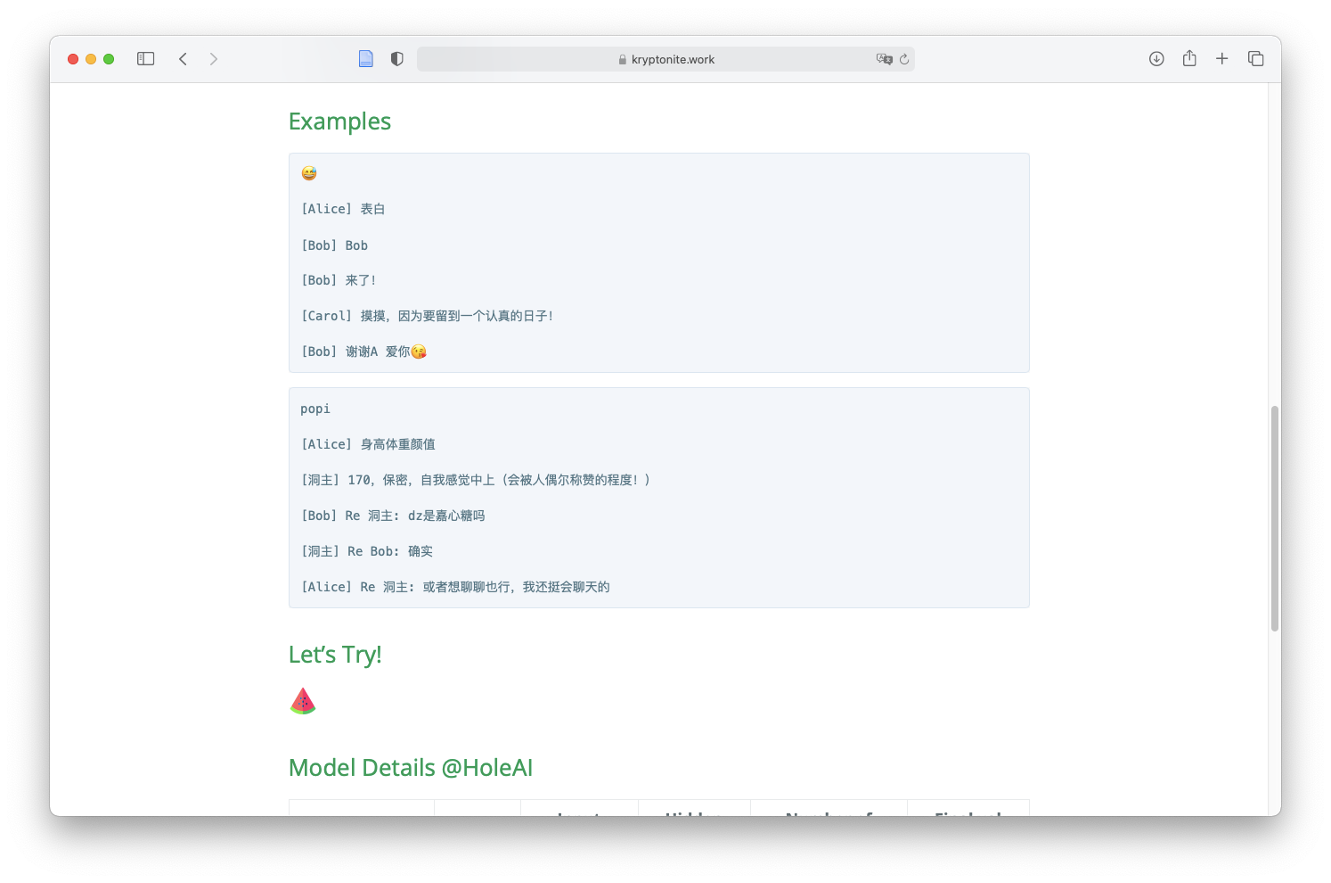 kryptonite.work
Examples
😅
[Alice] 表白
[Bob] Bob
[Bob] 来了!
[Carol] 摸摸，因为要留到一个认真的日子!
[Bob] 谢谢A 爱你😘
popi
[Alice] 身高体重颜值
[洞主] 170，保密，自我感觉中上（会被人偶尔称赞的程度！）
[Bob] Re 洞主: dz是嘉心糖吗
[洞主] Re Bob: 确实
[Alice] Re 洞主: 或者想聊聊也行，我还挺会聊天的
Let’s Try!
🍉
Model Details @HoleAI